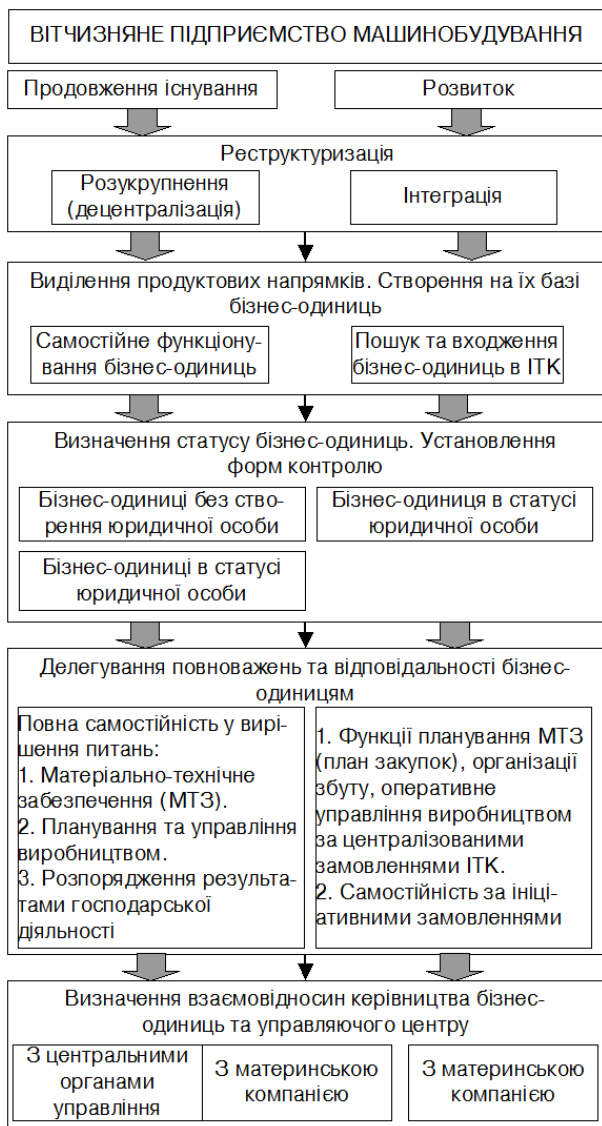 ВІТЧИЗНЯНЕ ПІДПРИЄМСТВО МАШИНОБУДУВАННЯ
Продовження існування
Розвиток
Реструктуризація
Розукрупнення
(децентралізація)
Інтеграція
Виділення продуктових напрямків. Створення на їх базі
бізнес-одиниць
Самостійне функціону-
вання бізнес-одиниць
Пошук та входження
бізнес-одиниць в ІТК
Визначення статусу бізнес-одиниць. Установлення
форм контролю
Бізнес-одиниці без ство-
рення юридичної особи
Бізнес-одиниця в статусі
юридичної особи
Бізнес-одиниці в статусі
юридичної особи
Делегування повноважень та відповідальності бізнес-
одиницям
Повна самостійність у вирі-
шення питань:
1. Матеріально-технічне
забезпечення (МТЗ).
2. Планування та управління
виробництвом.
3. Розпорядження результа-
тами господарської
діяльності
1. Функції планування МТЗ
(план закупок), організації
збуту, оперативне
управління виробництвом
за централізованими
замовленнями ІТК.
2. Самостійність за ініці-
ативними замовленнями
Визначення взаємовідносин керівництва бізнес-
одиниць та управляючого центру
З центральними
органами
управління
З материнською
компанією
З материнською
компанією